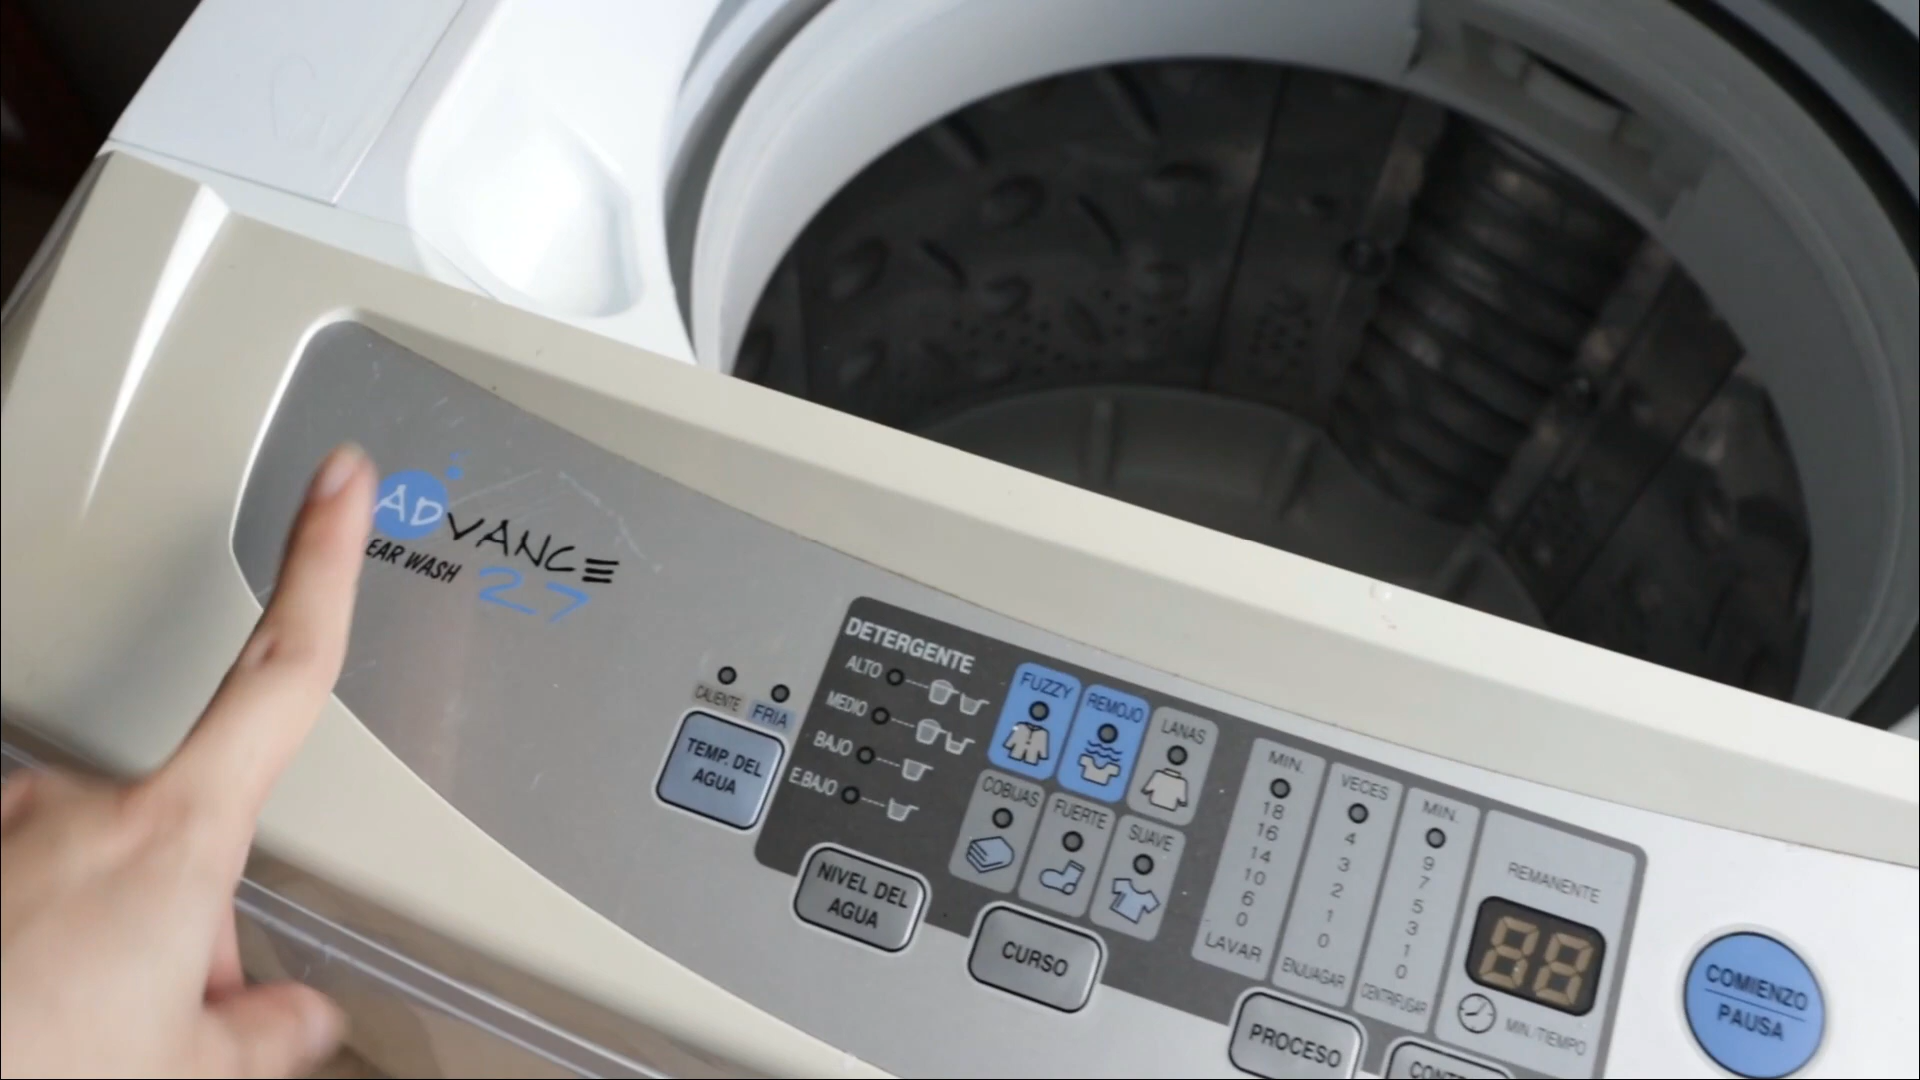 ADVANCE
EAR WASH 27
CALIENTE
FRIA
TEMP. DEL
AGUA
DETERGENTE
ALTO
MEDIO
BAJO
E.BAJO
NIVEL DEL
AGUA
FUZZY
REMOJO
LANAS
COBIJAS
FUERTE
SUAVE
CURSO
MIN.
18
16
14
10
6
0
LAVAR
VECES
4
3
2
1
0
ENJUAGAR
MIN.
9
7
5
3
1
0
CENTRIFUGAR
PROCESO
REMANENTE
88
MIN./TIEMPO
COMIENZO
PAUSA